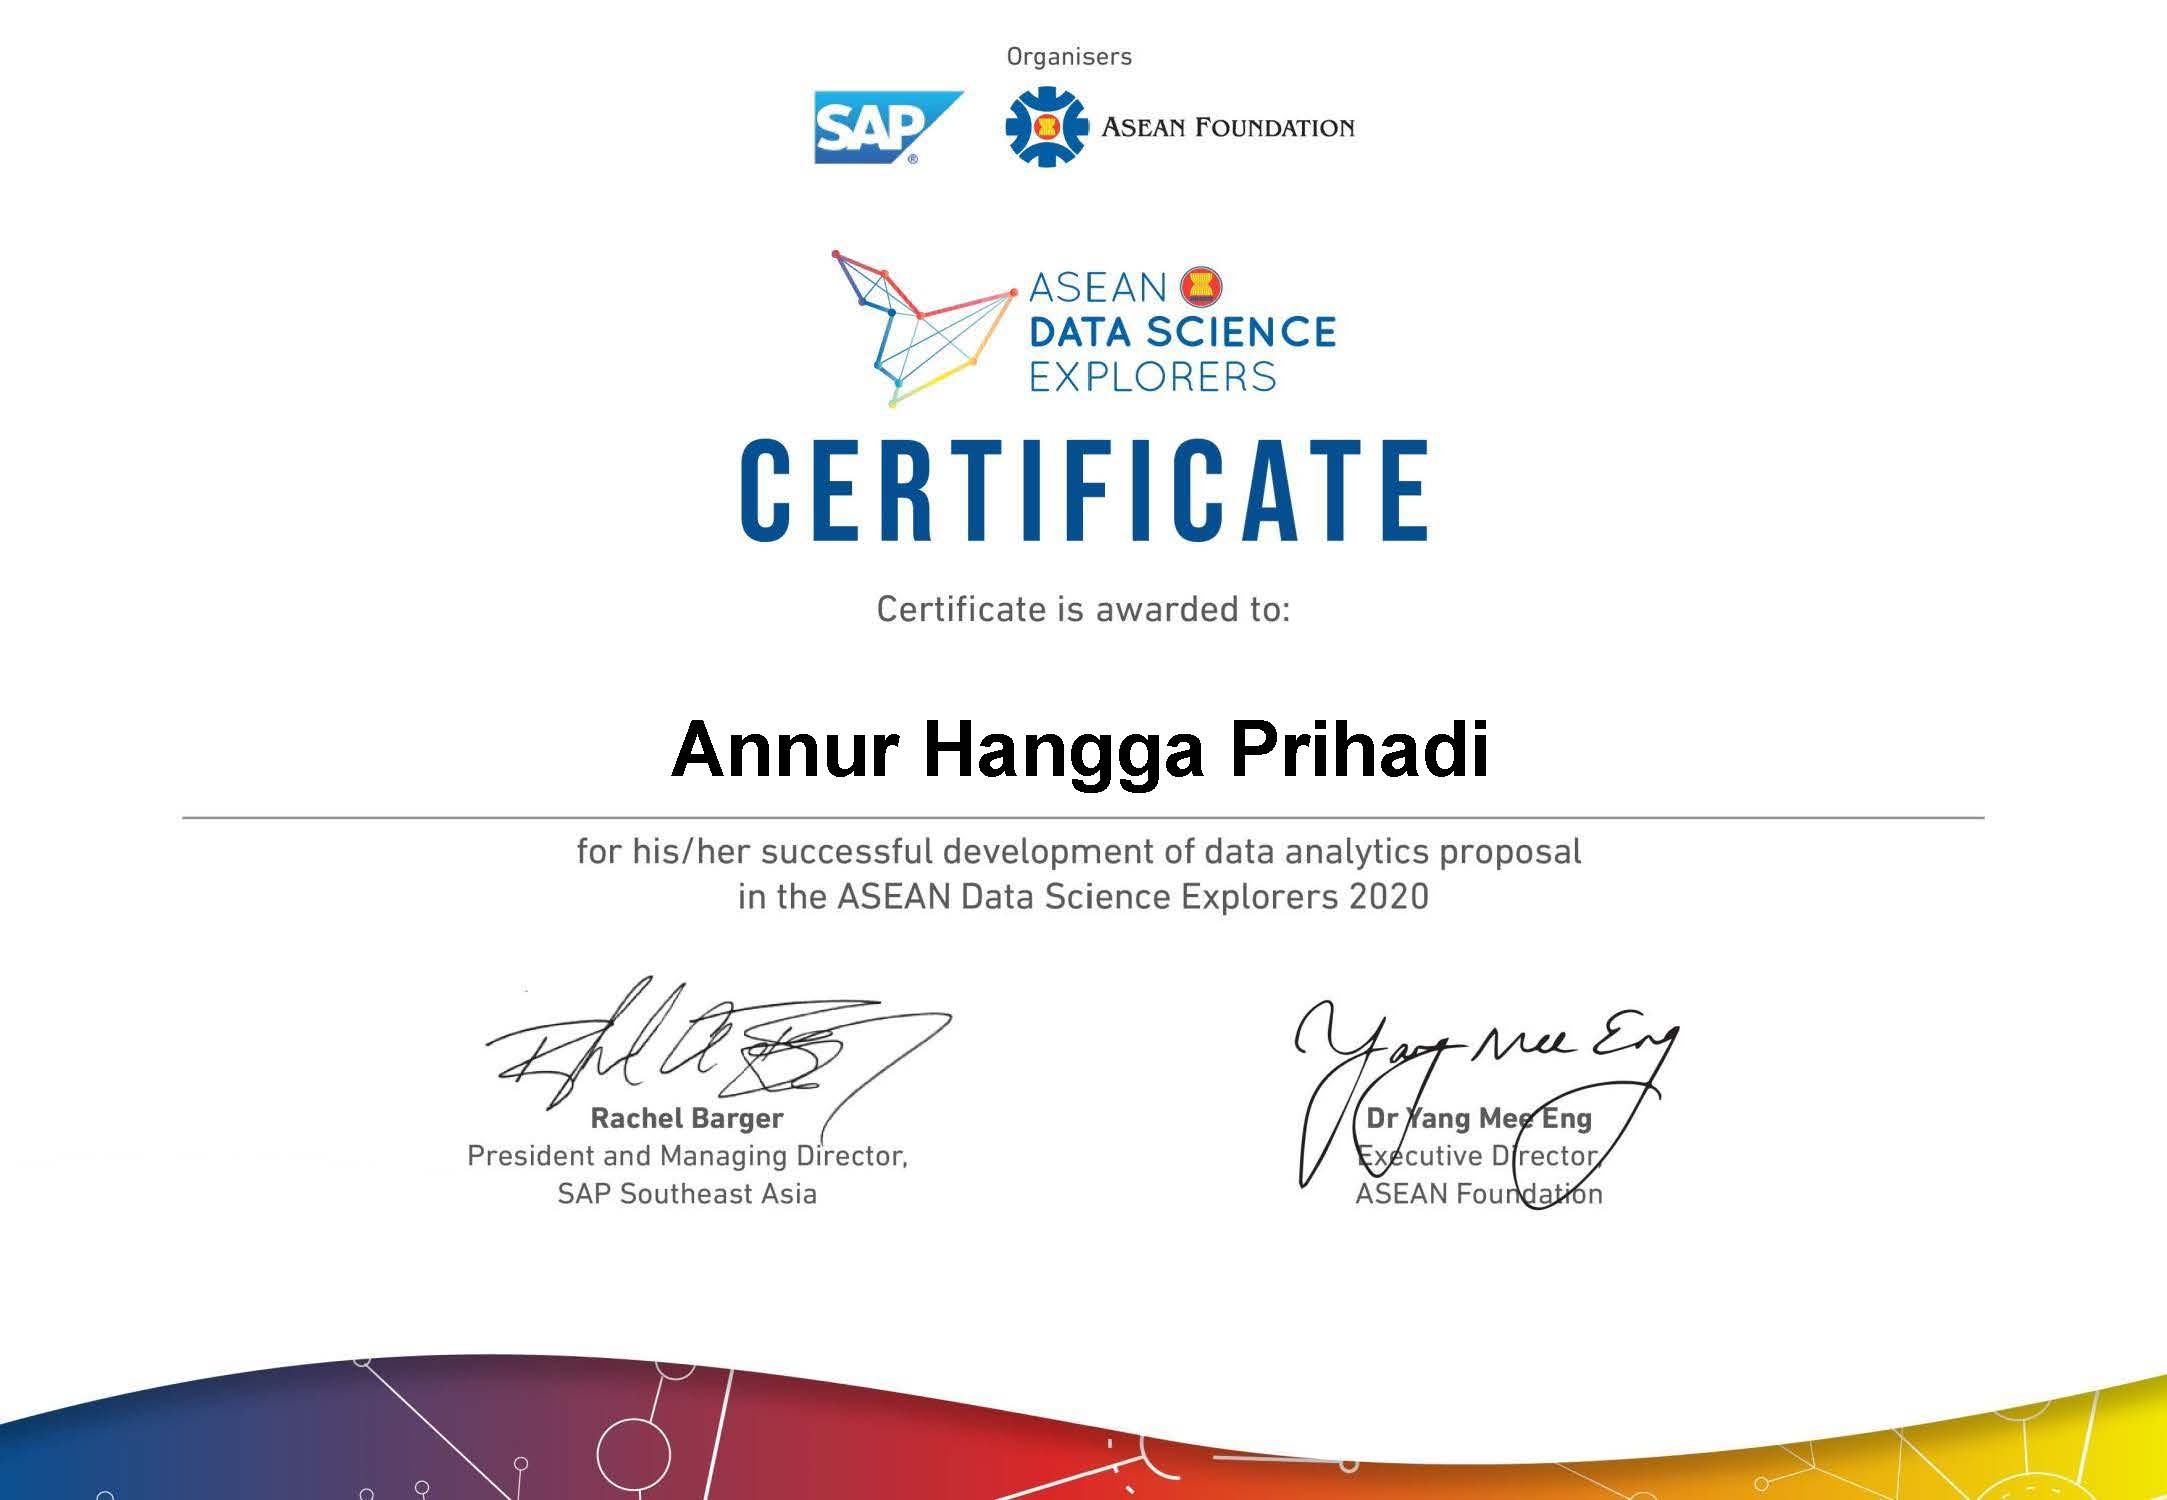 Organisers
SAP®
ASEAN FOUNDATION
ASEAN
DATA SCIENCE
EXPLORERS
CERTIFICATE
Certificate is awarded to:
Annur Hangga Prihadi
for his/her successful development of data analytics proposal
in the ASEAN Data Science Explorers 2020
Yang Mee Eng
Rachel Barger
President and Managing Director,
SAP Southeast Asia
Dr Yang Mee Eng
Executive Director,
ASEAN Foundation